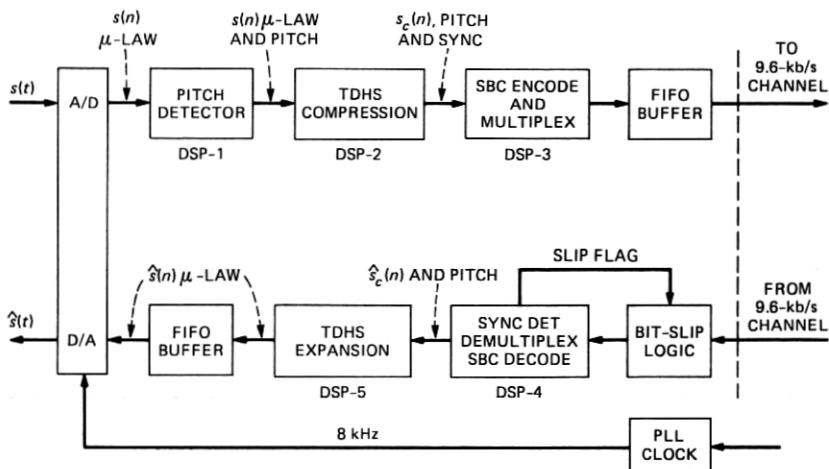 s(n)
μ-LAW
s(n) μ-LAW
AND PITCH
s_c(n), PITCH
AND SYNC
TO
9.6-kb/s
CHANNEL
s(t)
A/D
PITCH
DETECTOR
TDHS
COMPRESSION
SBC ENCODE
AND
MULTIPLEX
FIFO
BUFFER
DSP-1
DSP-2
DSP-3
SLIP FLAG
ŝ(n) μ-LAW
ŝ_c(n) AND PITCH
FROM
9.6-kb/s
CHANNEL
ŝ(t)
D/A
FIFO
BUFFER
TDHS
EXPANSION
SYNC DET
DEMULTIPLEX
SBC DECODE
BIT-SLIP
LOGIC
DSP-5
DSP-4
8 kHz
PLL
CLOCK